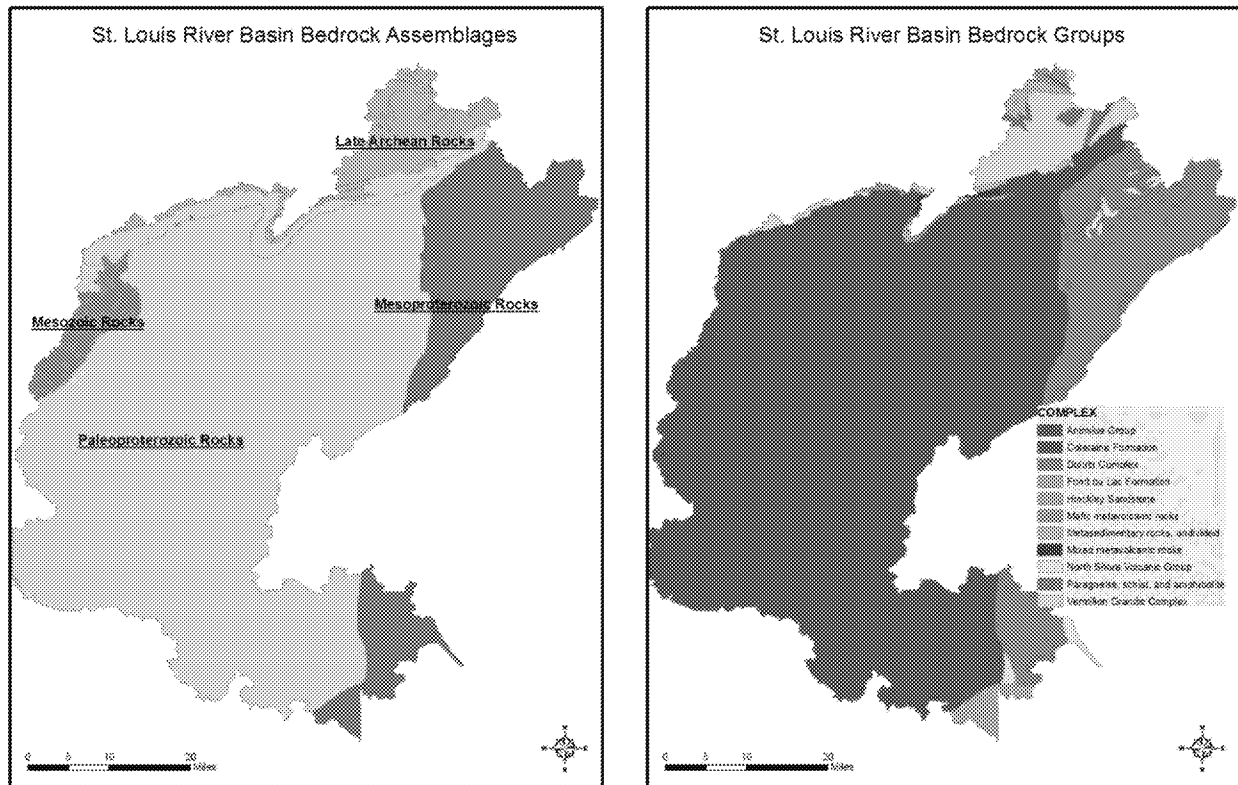 St. Louis River Basin Bedrock Assemblages
Late Archean Rocks
Mesoproterozoic Rocks
Mesozoic Rocks
Paleoproterozoic Rocks
0 5 10 20
Miles
St. Louis River Basin Bedrock Groups
COMPLEX
Animikie Group
Coleraine Formation
Duluth Complex
Fond du Lac Formation
Hinckley Sandstone
Mafic metavolcanic rocks
Metasedimentary rocks, undivided
Mixed metavolcanic rocks
North Shore Volcanic Group
Paragneiss, schist, and amphibolite
Vermilion Granitic Complex
0 5 10 20
Miles